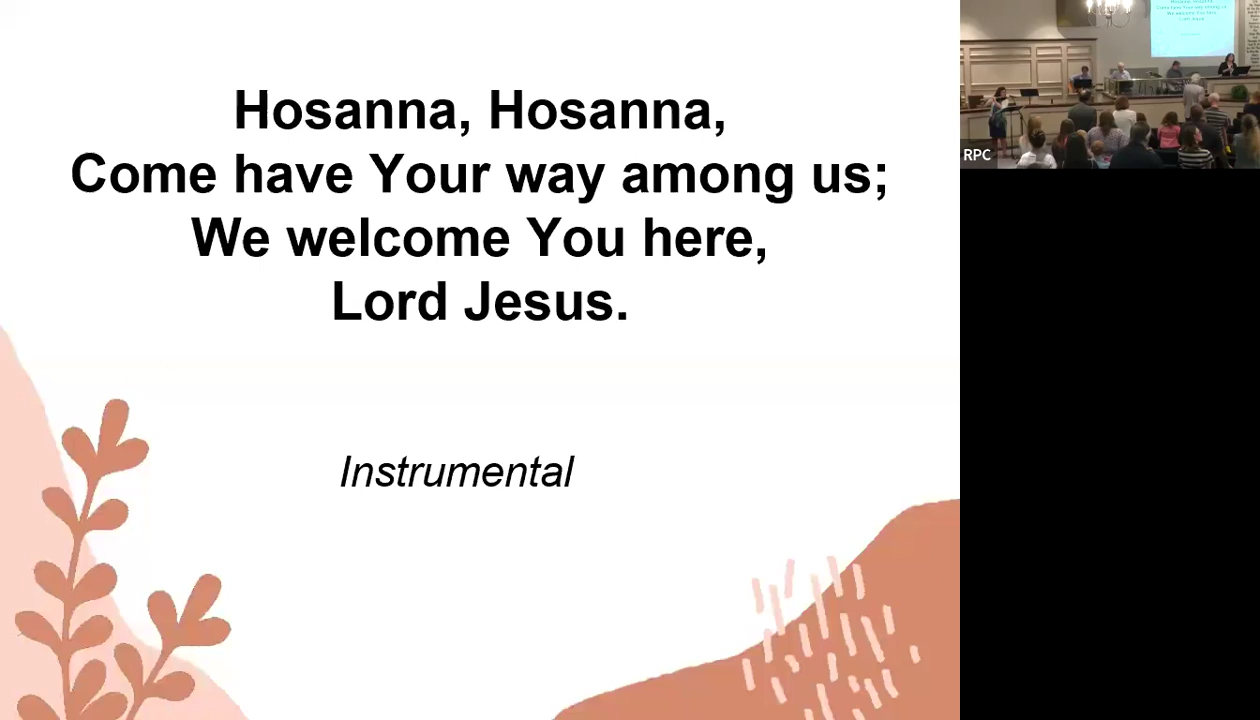 Hosanna, Hosanna,
Come have Your way among us;
We welcome You here,
Lord Jesus.
Instrumental
RPC